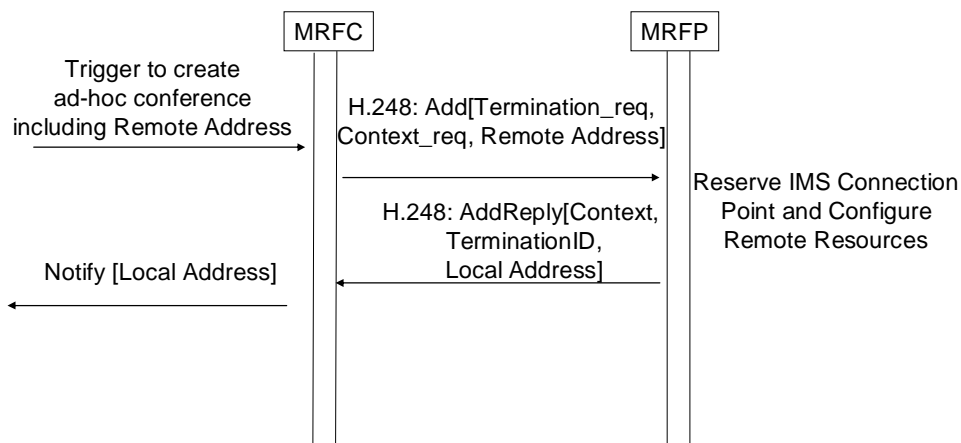 MRFC
MRFP
Trigger to create
ad-hoc conference
including Remote Address
H.248: Add[Termination_req,
Context_req, Remote Address]
Reserve IMS Connection
Point and Configure
Remote Resources
H.248: AddReply[Context,
TerminationID,
Local Address]
Notify [Local Address]